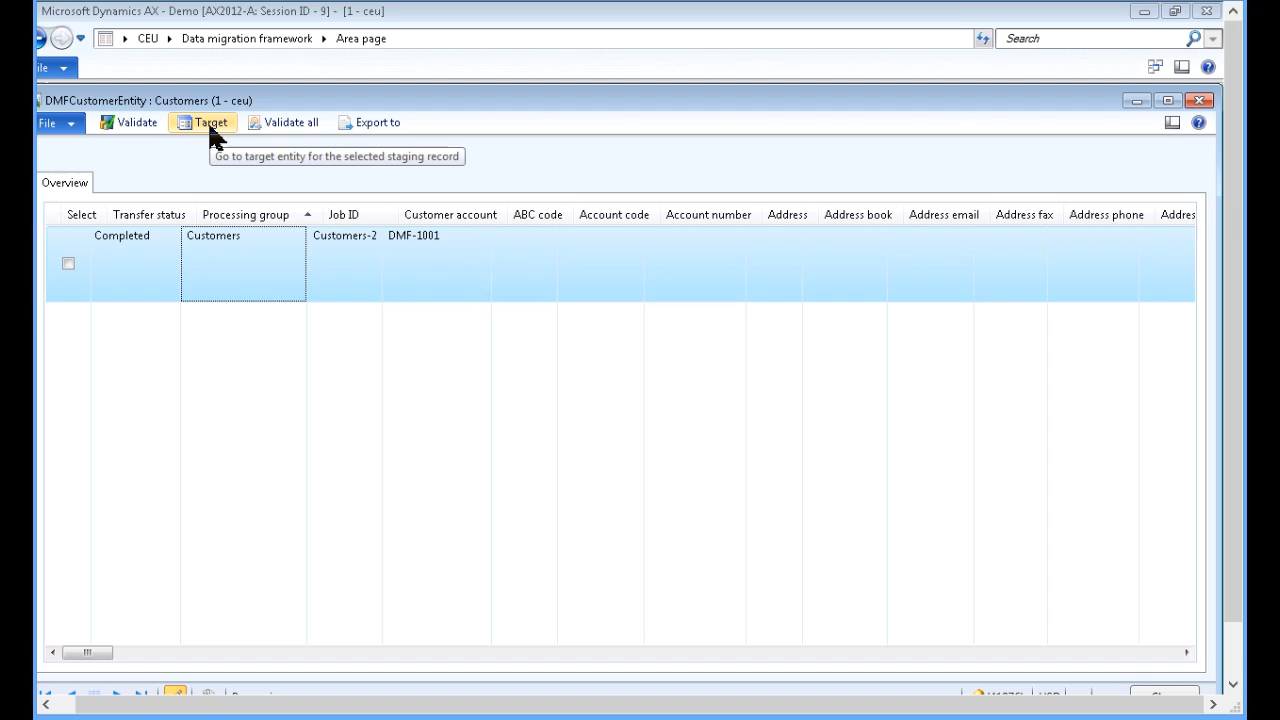 Microsoft Dynamics AX - Demo [AX2012-A: Session ID - 9] - [1 - ceu]
CEU Data migration framework Area page
Search
ile
DMFCustomerEntity : Customers (1 - ceu)
File Validate Target Validate all Export to
Go to target entity for the selected staging record
Overview
Select Transfer status Processing group Job ID Customer account ABC code Account code Account number Address Address book Address email Address fax Address phone Addres
Completed Customers Customers-2 DMF-1001